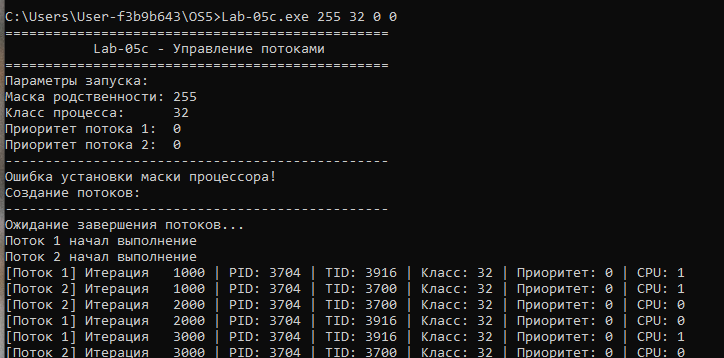 C:\Users\User-f3b9b643\OS5>Lab-05c.exe 255 32 0 0
================================================
Lab-05c - Управление потоками
================================================
Параметры запуска:
Маска родственности: 255
Класс процесса:      32
Приоритет потока 1:  0
Приоритет потока 2:  0
------------------------------------------------
Ошибка установки маски процессора!
Создание потоков:
------------------------------------------------
Ожидание завершения потоков...
Поток 1 начал выполнение
Поток 2 начал выполнение
[Поток 1] Итерация   1000 | PID: 3704 | TID: 3916 | Класс: 32 | Приоритет: 0 | CPU: 1
[Поток 2] Итерация   1000 | PID: 3704 | TID: 3700 | Класс: 32 | Приоритет: 0 | CPU: 1
[Поток 2] Итерация   2000 | PID: 3704 | TID: 3700 | Класс: 32 | Приоритет: 0 | CPU: 0
[Поток 1] Итерация   2000 | PID: 3704 | TID: 3916 | Класс: 32 | Приоритет: 0 | CPU: 0
[Поток 1] Итерация   3000 | PID: 3704 | TID: 3916 | Класс: 32 | Приоритет: 0 | CPU: 1
[Поток 2] Итерация   3000 | PID: 3704 | TID: 3700 | Класс: 32 | Приоритет: 0 | CPU: 0